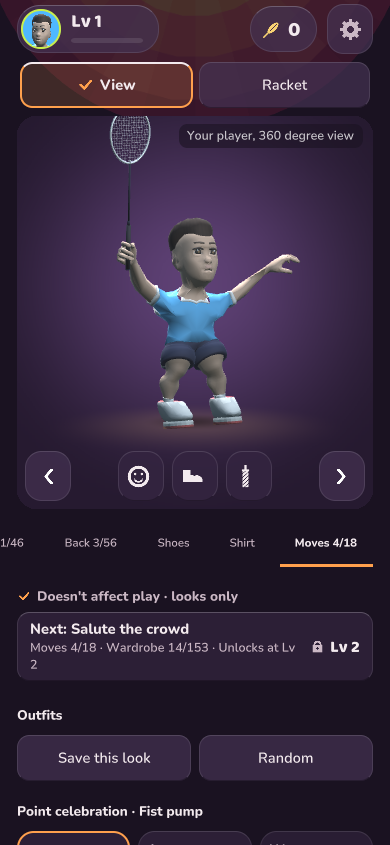 Lv 1
0
View
Racket
Your player, 360 degree view
1/46
Back 3/56
Shoes
Shirt
Moves 4/18
Doesn't affect play · looks only
Next: Salute the crowd
Moves 4/18 · Wardrobe 14/153 · Unlocks at Lv
2
Lv 2
Outfits
Save this look
Random
Point celebration · Fist pump